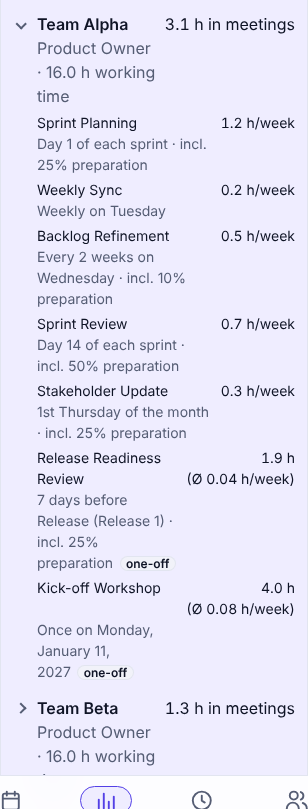 Team Alpha 3.1 h in meetings
Product Owner
· 16.0 h working
time
Sprint Planning 1.2 h/week
Day 1 of each sprint · incl.
25% preparation
Weekly Sync 0.2 h/week
Weekly on Tuesday
Backlog Refinement 0.5 h/week
Every 2 weeks on
Wednesday · incl. 10%
preparation
Sprint Review 0.7 h/week
Day 14 of each sprint ·
incl. 50% preparation
Stakeholder Update 0.3 h/week
1st Thursday of the month
· incl. 25% preparation
Release Readiness 1.9 h
Review (Ø 0.04 h/week)
7 days before
Release (Release 1) ·
incl. 25%
preparation one-off
Kick-off Workshop 4.0 h
(Ø 0.08 h/week)
Once on Monday,
January 11,
2027 one-off
Team Beta 1.3 h in meetings
Product Owner
· 16.0 h working